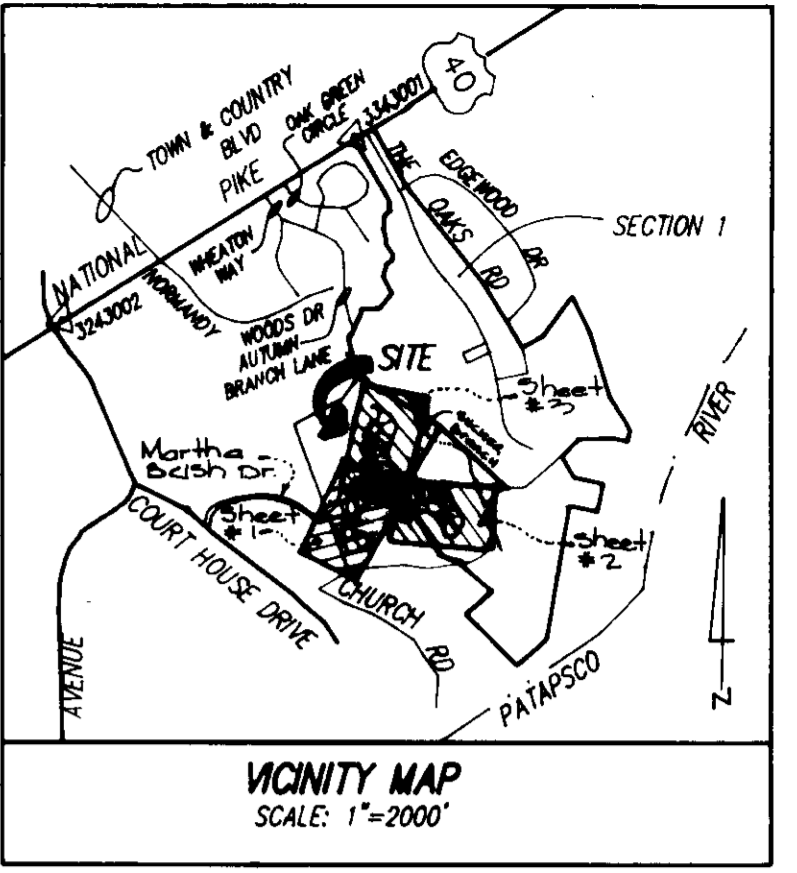 40
TOWN & COUNTRY
BLVD
OAK GREEN
CIRCLE
3343001
PIKE
NATIONAL
3243002
WHEATON
WAY
NORMANDY
WOODS DR
AUTUMN
BRANCH LANE
THE
OAKS
RD
EDGEWOOD
DR
SECTION 1
SITE
Sheet
#3
RIVER
Martha
Drive
Sheet
#1
Sheet
#2
COURT HOUSE DRIVE
CHURCH
RD
AVENUE
PATAPSCO
N
VICINITY MAP
SCALE: 1"=2000'